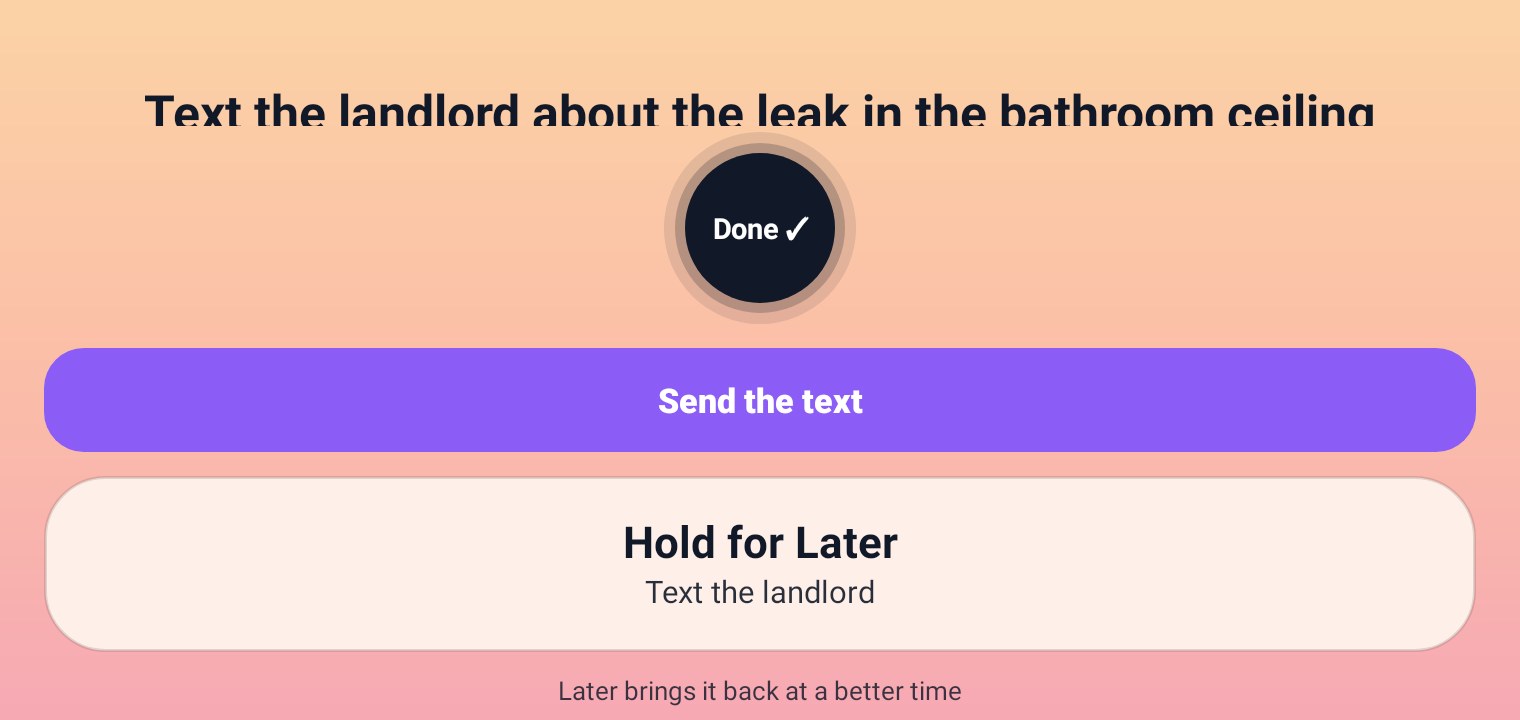 Text the landlord about the leak in the bathroom ceiling
Done ✓
Send the text
Hold for Later
Text the landlord
Later brings it back at a better time